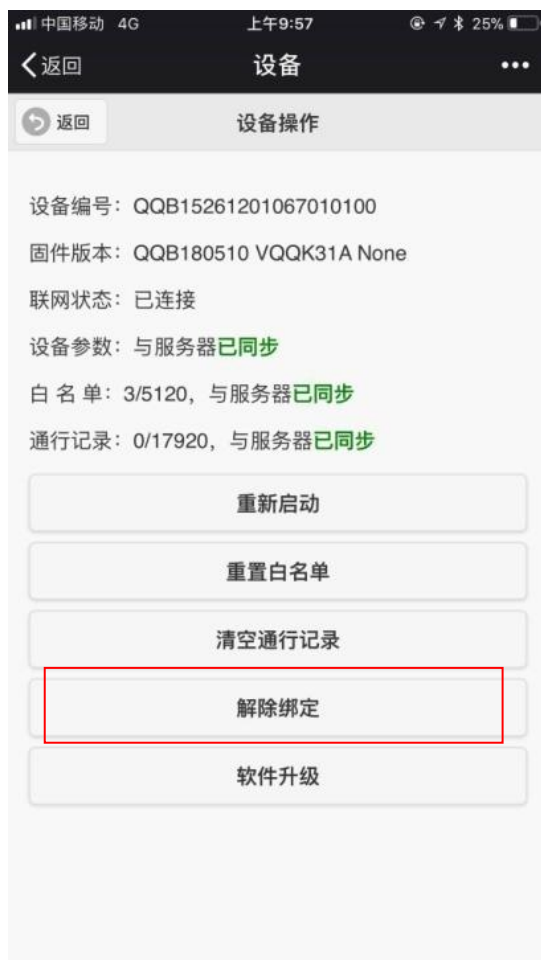 中国移动 4G 上午9:57 25%
返回 设备
返回 设备操作
设备编号：QQB15261201067010100
固件版本：QQB180510 VQQK31A None
联网状态：已连接
设备参数：与服务器已同步
白 名 单：3/5120，与服务器已同步
通行记录：0/17920，与服务器已同步
重新启动
重置白名单
清空通行记录
解除绑定
软件升级